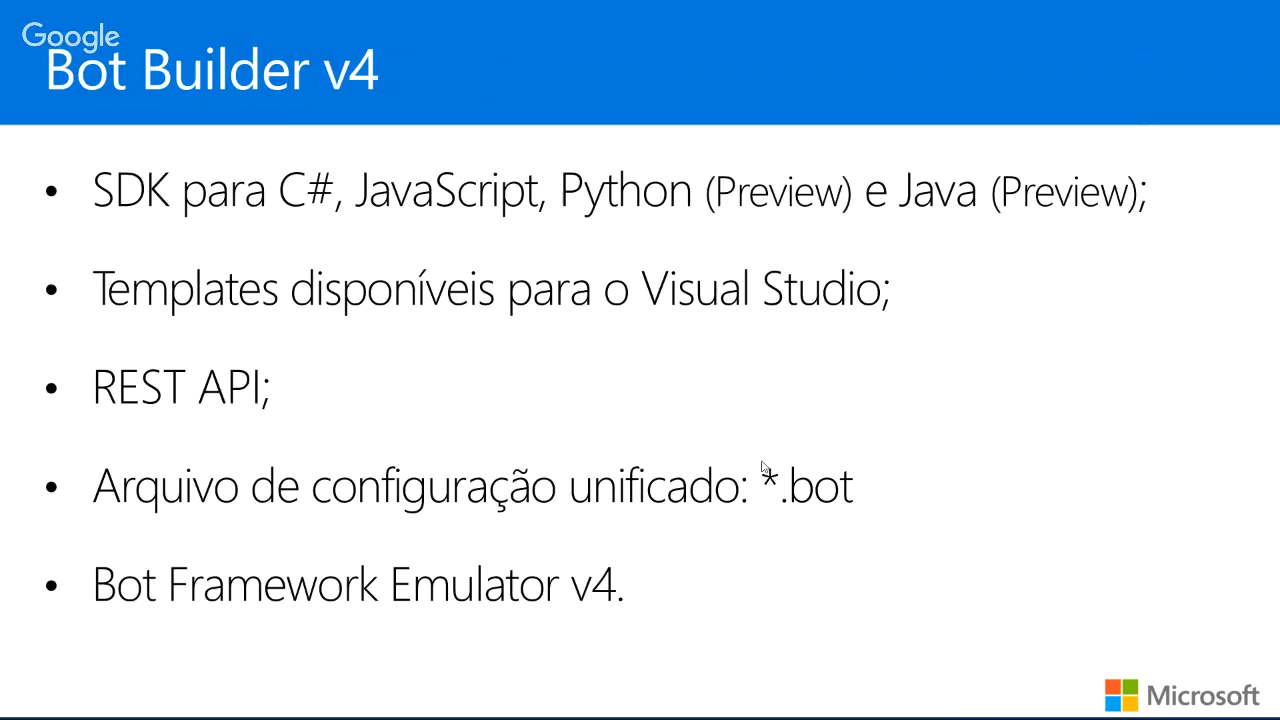 Google
Bot Builder v4
• SDK para C#, JavaScript, Python (Preview) e Java (Preview);
• Templates disponíveis para o Visual Studio;
• REST API;
• Arquivo de configuração unificado: *.bot
• Bot Framework Emulator v4.
Microsoft